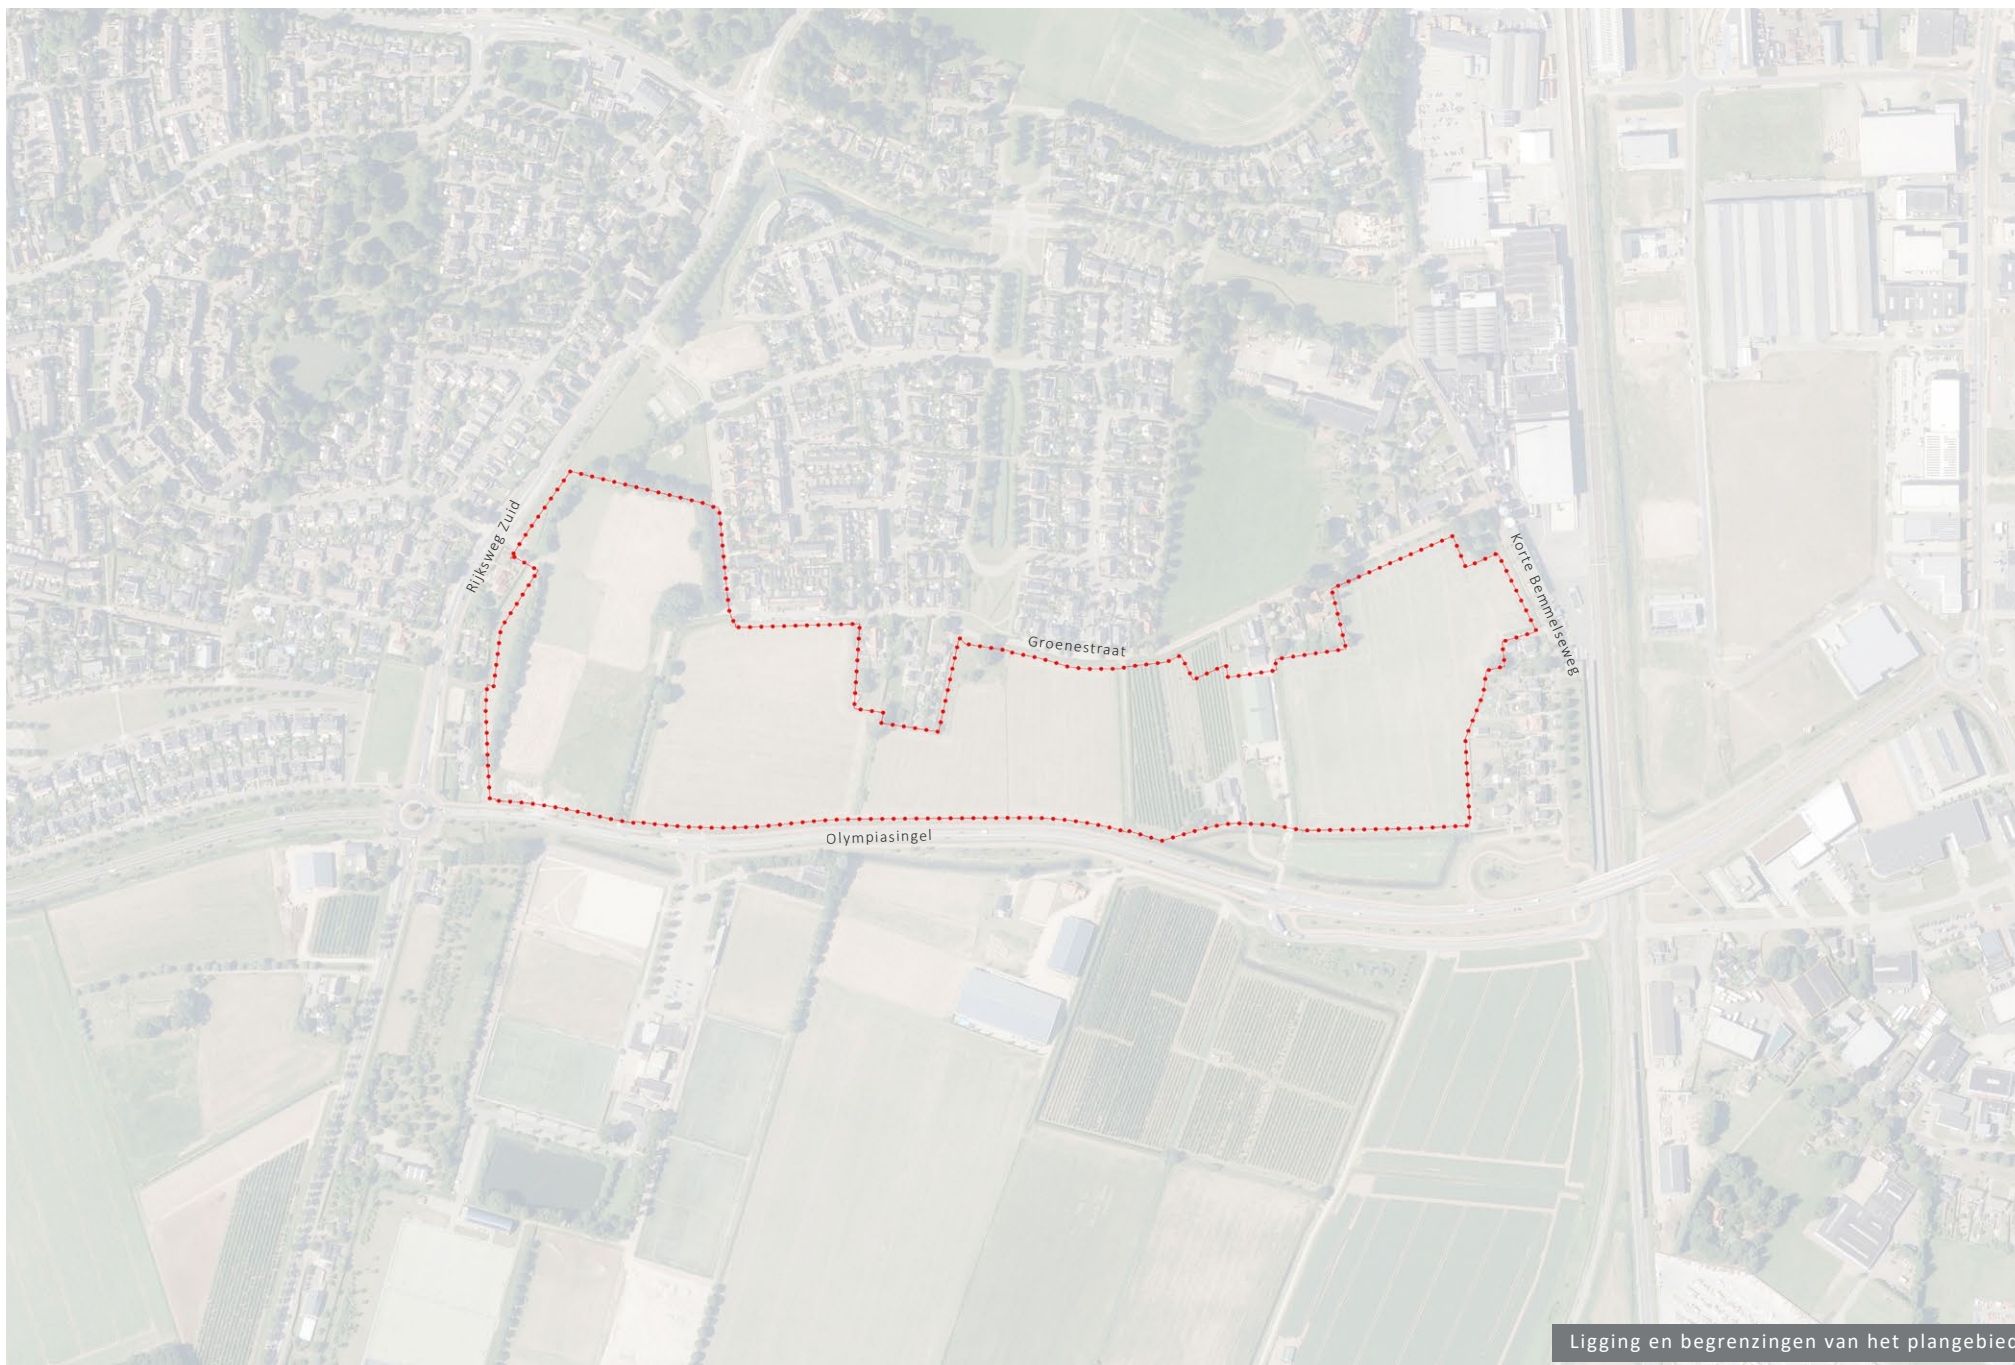 Rijksweg Zuid
Korte Bemmelseweg
Groenestraat
Olympiasingel
Ligging en begrenzingen van het plangebied